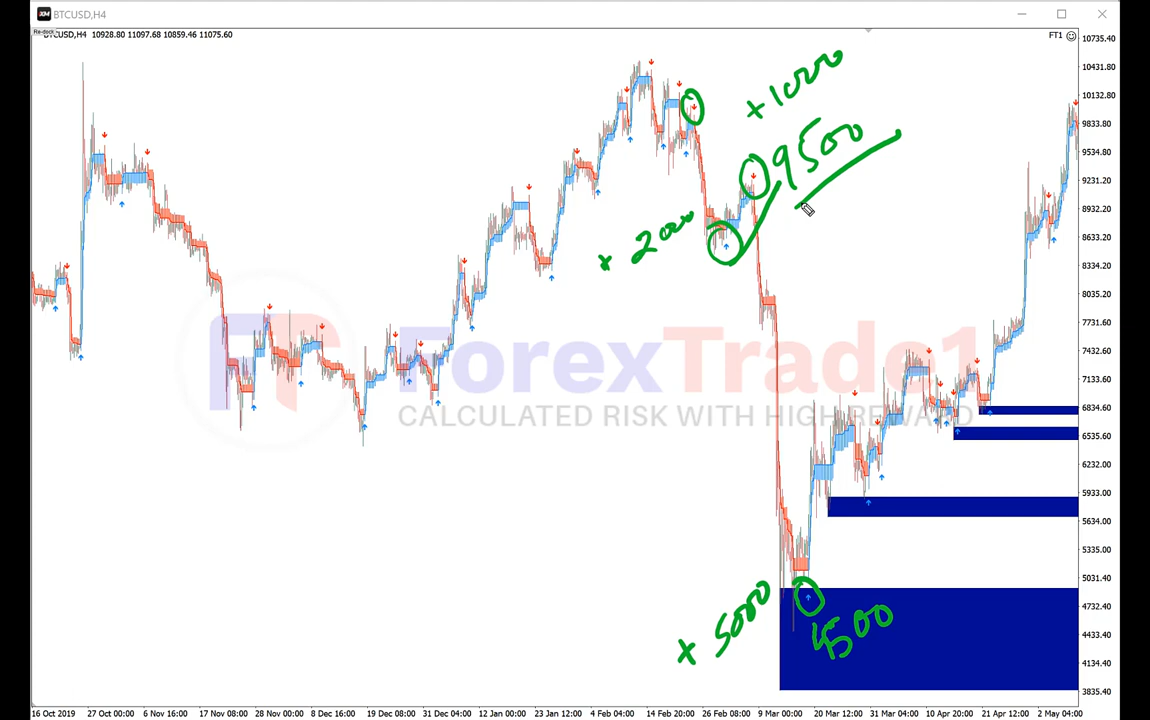 BTCUSD,H4
Re-dock
BTCUSD,H4 10928.80 11097.68 10859.46 11075.60
FT1
10735.40
10431.80
10132.80
9833.80
9534.80
9231.20
8932.20
8633.20
8334.20
8035.20
7731.60
7432.60
7133.60
6834.60
6535.60
6232.00
5933.00
5634.00
5335.00
5031.40
4732.40
4433.40
4134.40
3835.40
x1000
9500
x 2000
ForexTrade1
CALCULATED RISK WITH HIGH REWARD
x 5000
4500
16 Oct 2019 27 Oct 00:00 6 Nov 16:00 17 Nov 08:00 28 Nov 00:00 8 Dec 16:00 19 Dec 08:00 31 Dec 04:00 12 Jan 00:00 23 Jan 12:00 4 Feb 04:00 14 Feb 20:00 26 Feb 08:00 9 Mar 00:00 20 Mar 12:00 31 Mar 04:00 10 Apr 20:00 21 Apr 12:00 2 May 04:00